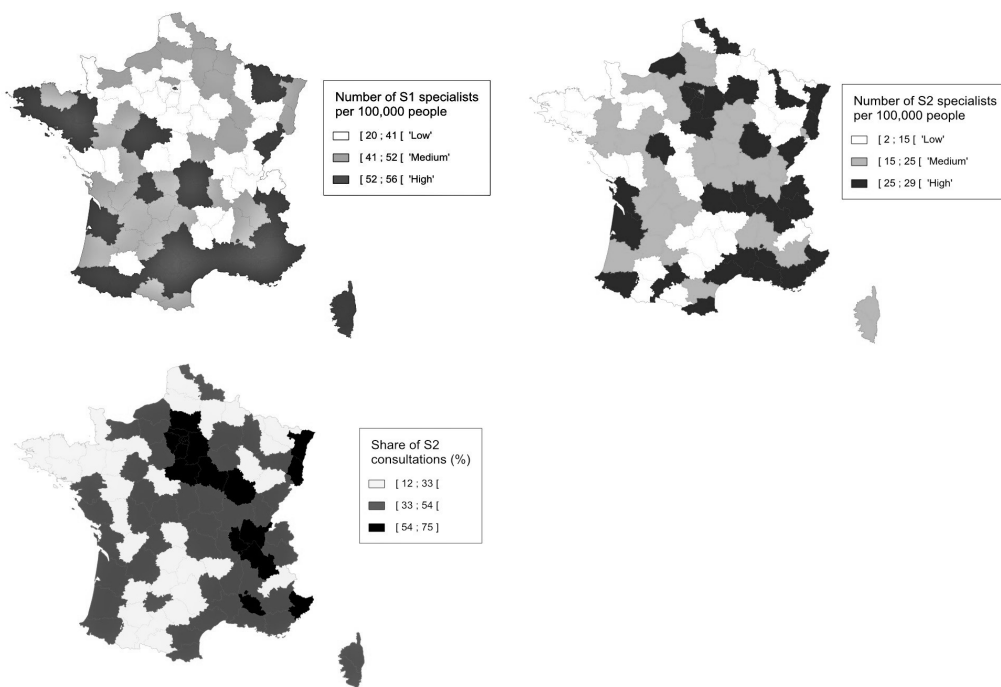 Number of S1 specialists
per 100,000 people
[ 20 ; 41 [ 'Low'
[ 41 ; 52 [ 'Medium'
[ 52 ; 56 [ 'High'
Number of S2 specialists
per 100,000 people
[ 2 ; 15 [ 'Low'
[ 15 ; 25 [ 'Medium'
[ 25 ; 29 [ 'High'
Share of S2
consultations (%)
[ 12 ; 33 [
[ 33 ; 54 [
[ 54 ; 75 ]